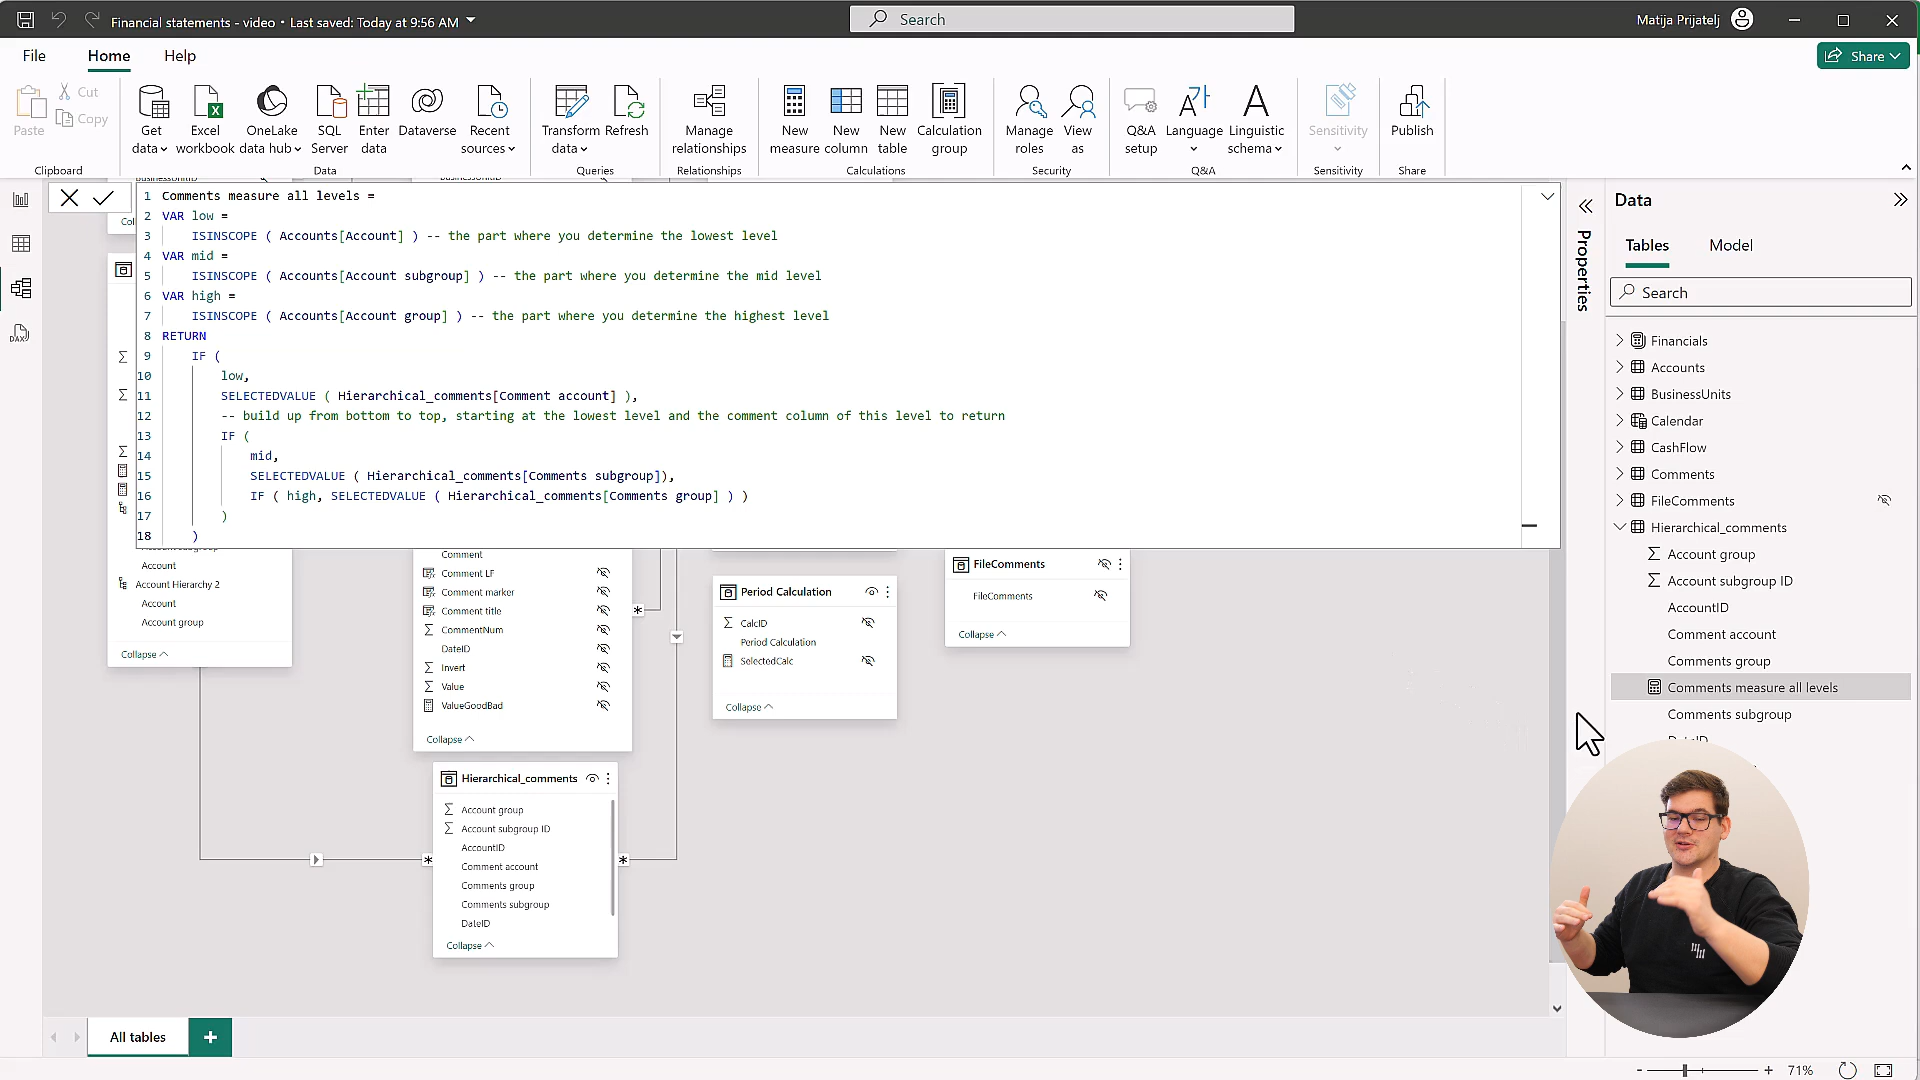 Financial statements - video • Last saved: Today at 9:56 AM
Search
Matija Prijatelj
File
Home
Help
Share
Paste
Cut
Copy
Clipboard
Get data
Excel workbook
OneLake data hub
SQL Server
Enter data
Dataverse
Recent sources
Data
Transform data
Refresh
Queries
Manage relationships
Relationships
New measure
New column
New table
Calculation group
Calculations
Manage roles
View as
Security
Q&A setup
Language
Linguistic schema
Q&A
Sensitivity
Sensitivity
Publish
Share
1 Comments measure all levels =
2 VAR low =
3 ISINSCOPE ( Accounts[Account] ) -- the part where you determine the lowest level
4 VAR mid =
5 ISINSCOPE ( Accounts[Account subgroup] ) -- the part where you determine the mid level
6 VAR high =
7 ISINSCOPE ( Accounts[Account group] ) -- the part where you determine the highest level
8 RETURN
9 IF (
10 low,
11 SELECTEDVALUE ( Hierarchical_comments[Comment account] ),
12 -- build up from bottom to top, starting at the lowest level and the comment column of this level to return
13 IF (
14 mid,
15 SELECTEDVALUE ( Hierarchical_comments[Comments subgroup]),
16 IF ( high, SELECTEDVALUE ( Hierarchical_comments[Comments group] ) )
17 )
18 )
Account
Account Hierarchy 2
Account
Account group
Collapse
Comment
Comment LF
Comment marker
Comment title
CommentNum
DateID
Invert
Value
ValueGoodBad
Collapse
Period Calculation
CalcID
Period Calculation
SelectedCalc
Collapse
FileComments
FileComments
Collapse
Hierarchical_comments
Account group
Account subgroup ID
AccountID
Comment account
Comments group
Comments subgroup
DateID
Collapse
Properties
Data
Tables
Model
Search
Financials
Accounts
BusinessUnits
Calendar
CashFlow
Comments
FileComments
Hierarchical_comments
Account group
Account subgroup ID
AccountID
Comment account
Comments group
Comments measure all levels
Comments subgroup
All tables
71%